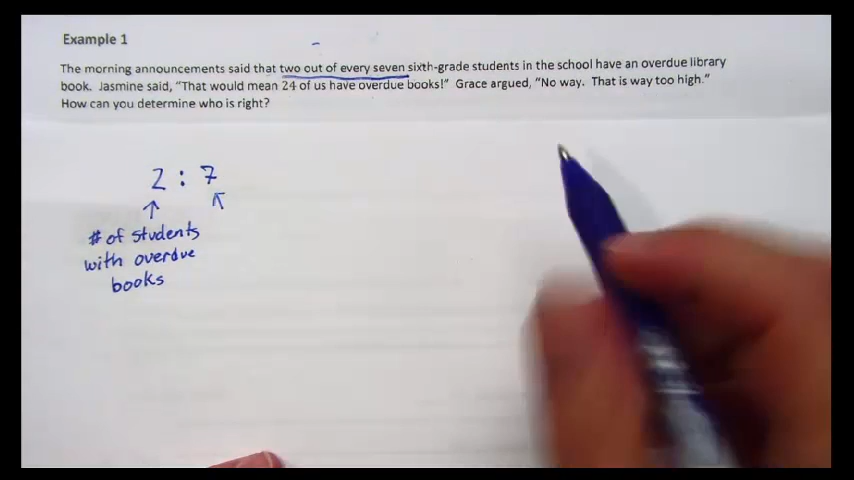 Example 1
The morning announcements said that two out of every seven sixth-grade students in the school have an overdue library
book. Jasmine said, "That would mean 24 of us have overdue books!" Grace argued, "No way. That is way too high."
How can you determine who is right?
2 : 7
# of students
with overdue
books